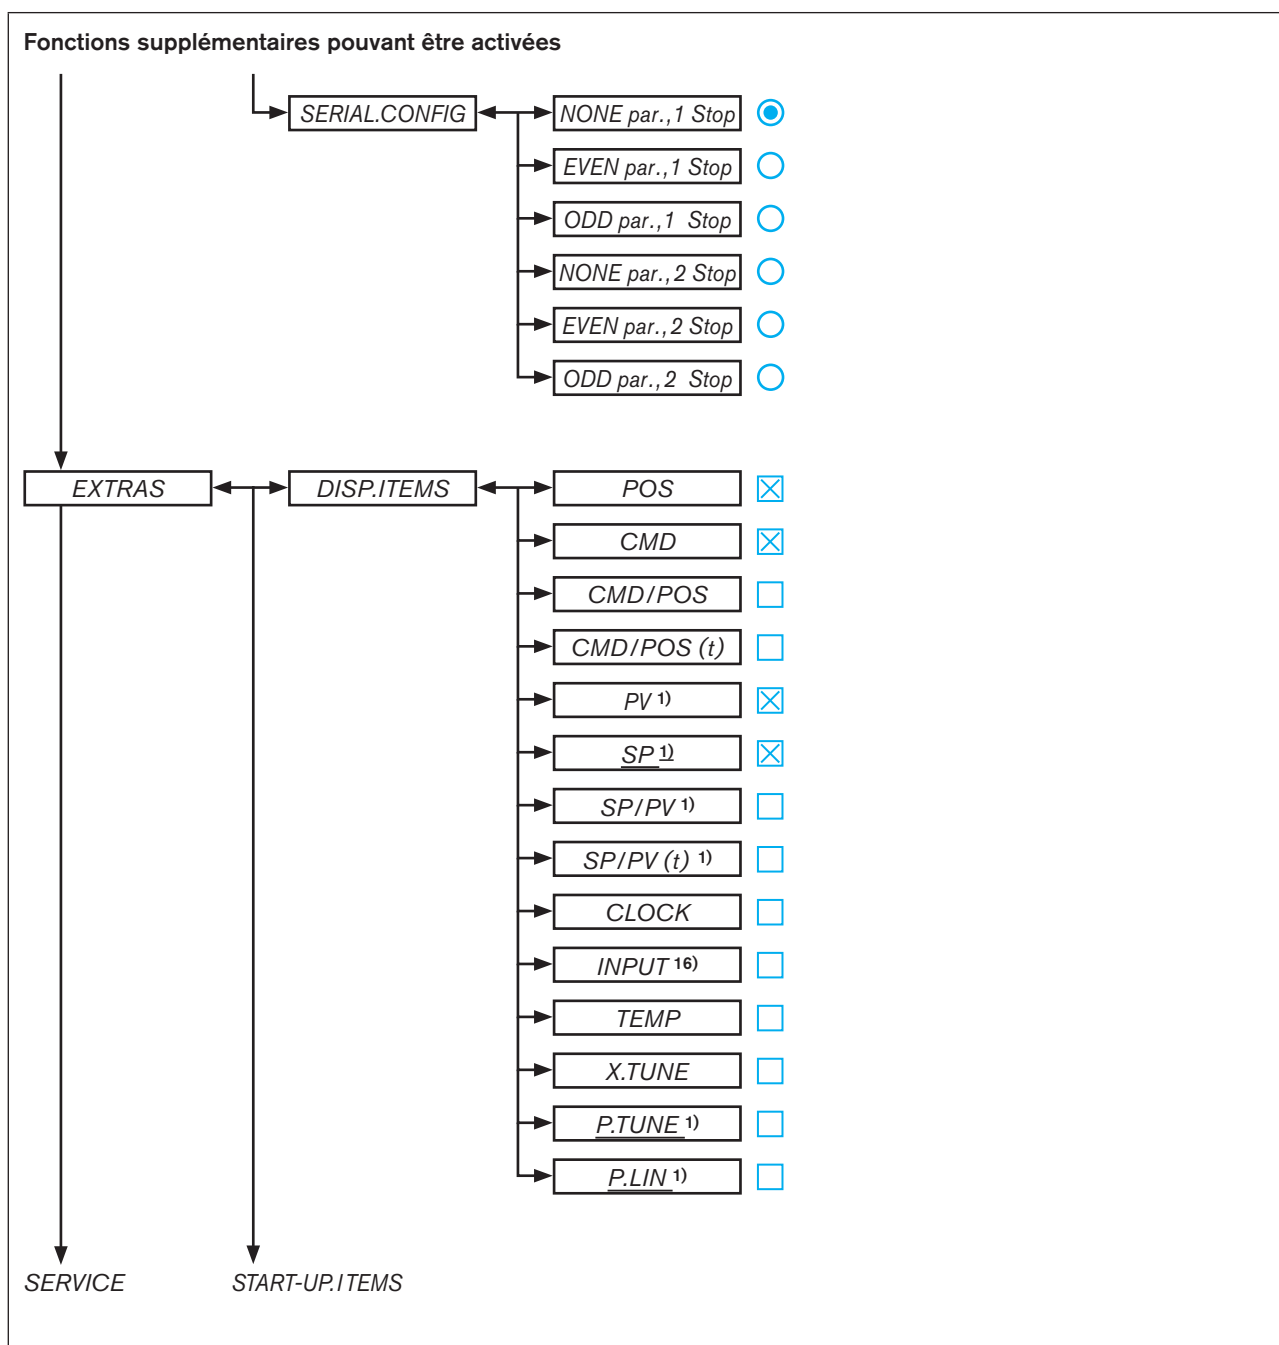 Fonctions supplémentaires pouvant être activées
SERIAL.CONFIG
NONE par.,1 Stop
EVEN par.,1 Stop
ODD par.,1 Stop
NONE par.,2 Stop
EVEN par.,2 Stop
ODD par.,2 Stop
EXTRAS
DISP.ITEMS
POS
CMD
CMD/POS
CMD/POS (t)
PV 1)
SP 1)
SP/PV 1)
SP/PV (t) 1)
CLOCK
INPUT 16)
TEMP
X.TUNE
P.TUNE 1)
P.LIN 1)
SERVICE
START-UP.ITEMS